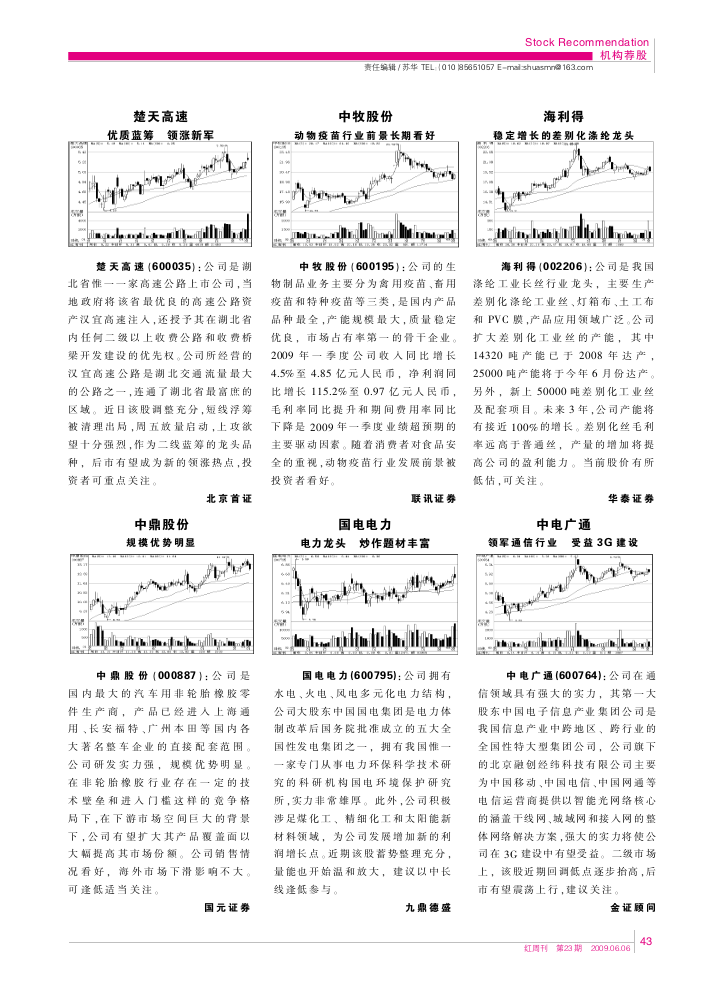 Stock Recommendation
机构荐股
责任编辑 / 苏华 TEL:(010)85651057 E-mail:shuasmn@163.com
楚天高速
优质蓝筹 领涨新军
楚天高速(600035):公司是湖
北省惟一一家高速公路上市公司,当
地政府将该省最优良的高速公路资
产汉宜高速注入,还授予其在湖北省
内任何二级以上收费公路和收费桥
梁开发建设的优先权。公司所经营的
汉宜高速公路是湖北交通流量最大
的公路之一,连通了湖北省最富庶的
区域。近日该股调整充分,短线浮筹
被清理出局,周五放量启动,上攻欲
望十分强烈,作为二线蓝筹的龙头品
种，后市有望成为新的领涨热点,投
资者可重点关注。
北京首证
中牧股份
动物疫苗行业前景长期看好
中牧股份(600195):公司的生
物制品业务主要分为禽用疫苗、畜用
疫苗和特种疫苗等三类,是国内产品
品种最全,产能规模最大,质量稳定
优良，市场占有率第一的骨干企业。
2009 年一季度公司收入同比增长
4.5%至 4.85 亿元人民币，净利润同
比增长 115.2%至 0.97 亿元人民币，
毛利率同比提升和期间费用率同比
下降是 2009 年一季度业绩超预期的
主要驱动因素。随着消费者对食品安
全的重视,动物疫苗行业发展前景被
投资者看好。
联讯证券
海利得
稳定增长的差别化涤纶龙头
海利得(002206):公司是我国
涤纶工业长丝行业龙头，主要生产
差别化涤纶工业丝、灯箱布、土工布
和 PVC 膜,产品应用领域广泛。公司
扩大差别化工业丝的产能，其中
14320 吨产能已于 2008 年达产，
25000 吨产能将于今年 6 月份达产。
另外，新上 50000 吨差别化工业丝
及配套项目。未来 3 年,公司产能将
有接近 100%的增长。差别化丝毛利
率远高于普通丝，产量的增加将提
高公司的盈利能力。当前股价有所
低估,可关注。
华泰证券
中鼎股份
规模优势明显
中鼎股份(000887):公司是
国内最大的汽车用非轮胎橡胶零
件生产商，产品已经进入上海通
用、长安福特、广州本田等国内各
大著名整车企业的直接配套范围。
公司研发实力强，规模优势明显。
在非轮胎橡胶行业存在一定的技
术壁垒和进入门槛这样的竞争格
局下,在下游市场空间巨大的背景
下,公司有望扩大其产品覆盖面以
大幅提高其市场份额。公司销售情
况看好，海外市场下滑影响不大。
可逢低适当关注。
国元证券
国电电力
电力龙头 炒作题材丰富
国电电力(600795):公司拥有
水电、火电、风电多元化电力结构，
公司大股东中国国电集团是电力体
制改革后国务院批准成立的五大全
国性发电集团之一，拥有我国惟一
一家专门从事电力环保科学技术研
究的科研机构国电环境保护研究
所,实力非常雄厚。此外,公司积极
涉足煤化工、精细化工和太阳能新
材料领域，为公司发展增加新的利
润增长点。近期该股蓄势整理充分，
量能也开始温和放大，建议以中长
线逢低参与。
九鼎德盛
中电广通
领军通信行业 受益 3G 建设
中电广通(600764):公司在通
信领域具有强大的实力，其第一大
股东中国电子信息产业集团公司是
我国信息产业中跨地区、跨行业的
全国性特大型集团公司，公司旗下
的北京融创经纬科技有限公司主要
为中国移动、中国电信、中国网通等
电信运营商提供以智能光网络核心
的涵盖干线网、城域网和接入网的整
体网络解决方案,强大的实力将使公
司在 3G 建设中有望受益。二级市场
上，该股近期回调低点逐步抬高,后
市有望震荡上行,建议关注。
金证顾问
红周刊 第23期 2009.06.06
43